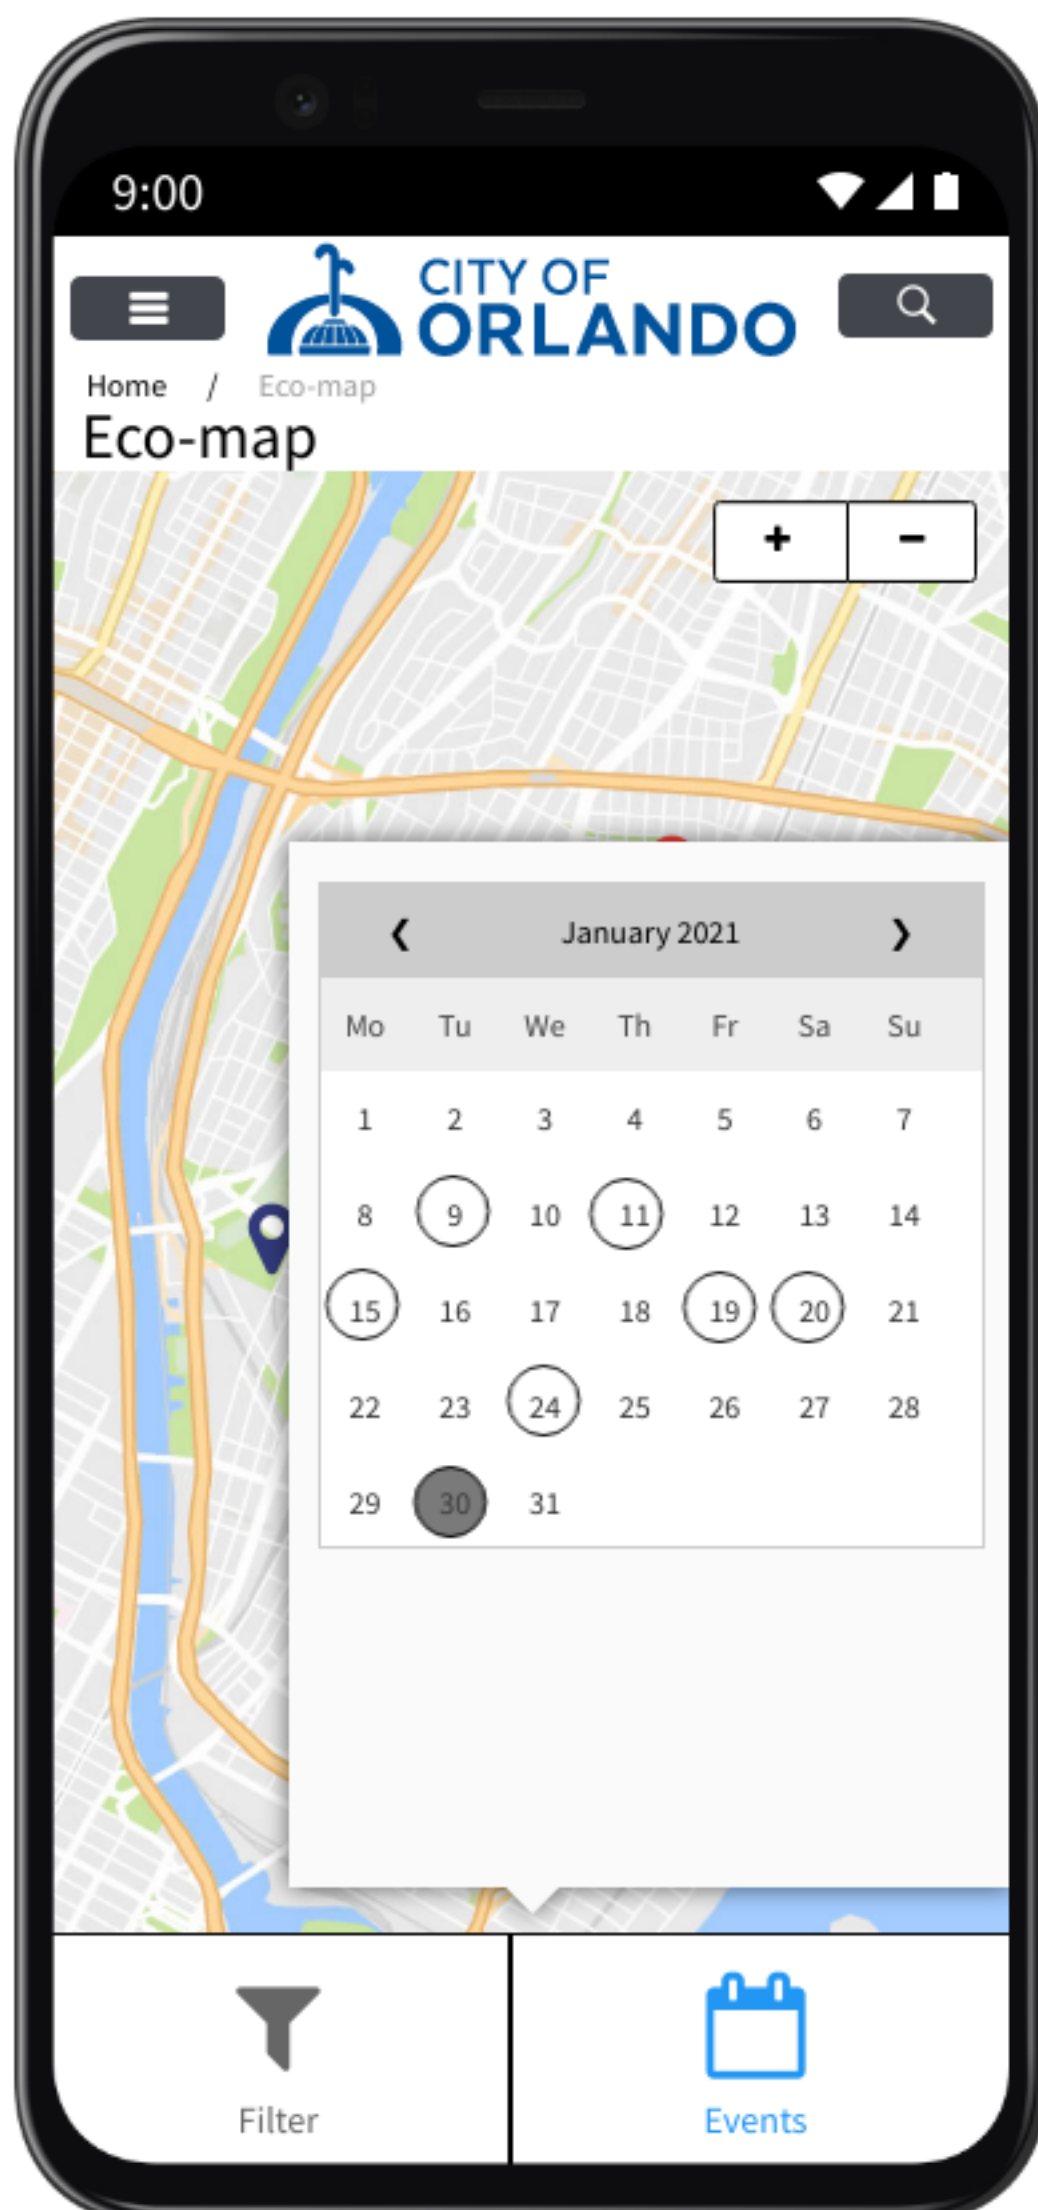 9:00
CITY OF
ORLANDO
Home / Eco-map
Eco-map
+ −
❮ January 2021 ❯
Mo Tu We Th Fr Sa Su
1 2 3 4 5 6 7
8 9 10 11 12 13 14
15 16 17 18 19 20 21
22 23 24 25 26 27 28
29 30 31
Filter Events